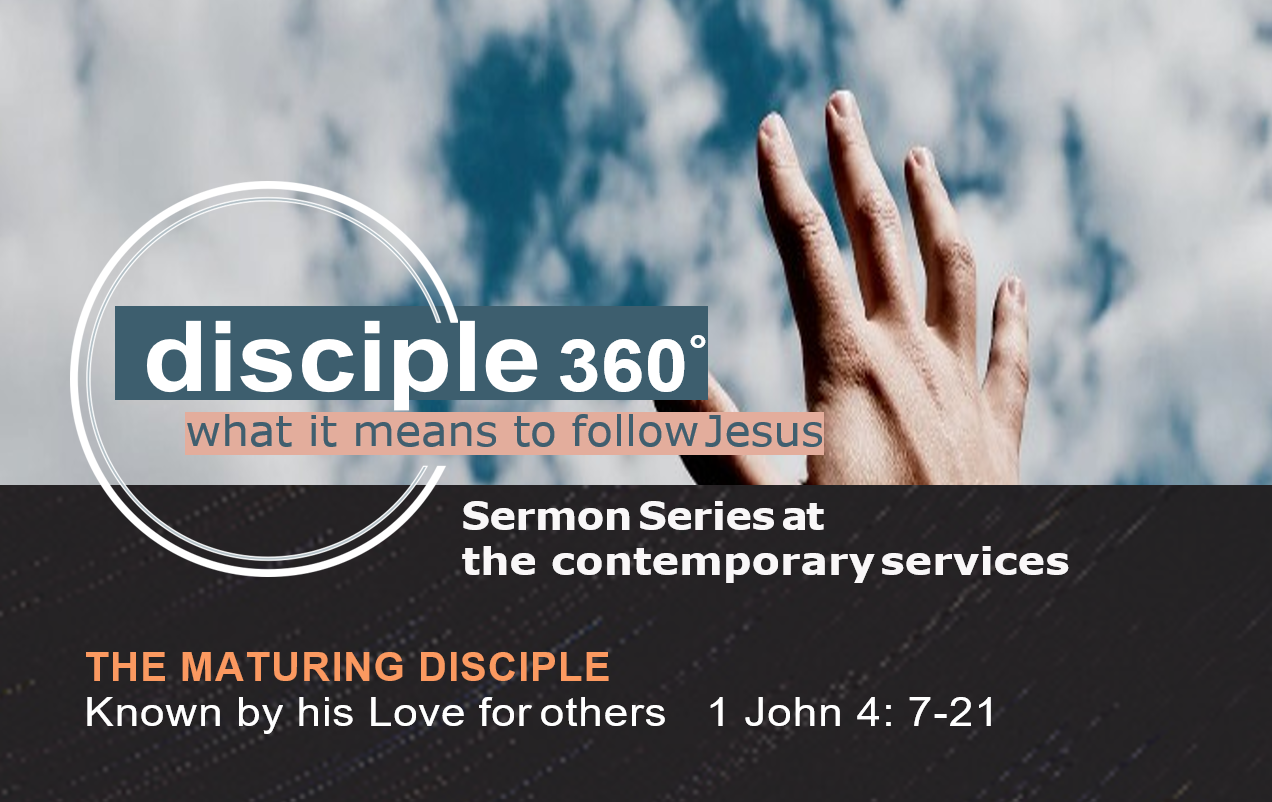 disciple 360°
what it means to follow Jesus
Sermon Series at
the contemporary services
THE MATURING DISCIPLE
Known by his Love for others 1 John 4: 7-21